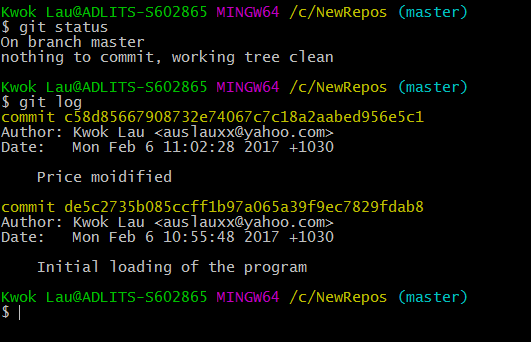 Kwok Lau@ADLITS-S602865 MINGW64 /c/NewRepos (master)
$ git status
On branch master
nothing to commit, working tree clean
Kwok Lau@ADLITS-S602865 MINGW64 /c/NewRepos (master)
$ git log
commit c58d85667908732e74067c7c18a2aabed956e5c1
Author: Kwok Lau <auslauxx@yahoo.com>
Date:   Mon Feb 6 11:02:28 2017 +1030
    Price moidified
commit de5c2735b085ccff1b97a065a39f9ec7829fdab8
Author: Kwok Lau <auslauxx@yahoo.com>
Date:   Mon Feb 6 10:55:48 2017 +1030
    Initial loading of the program
Kwok Lau@ADLITS-S602865 MINGW64 /c/NewRepos (master)
$